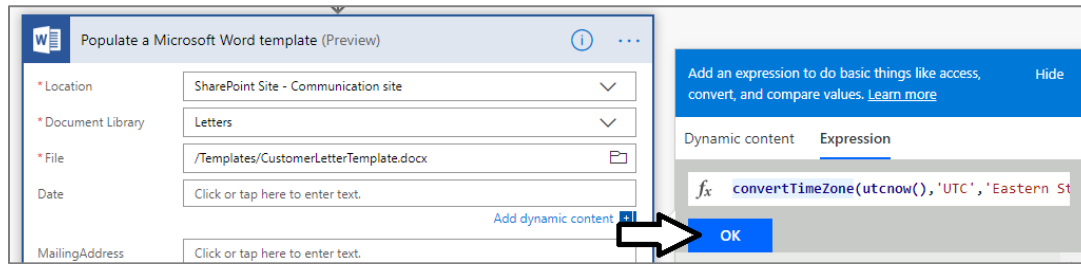 Populate a Microsoft Word template (Preview)
* Location
SharePoint Site - Communication site
* Document Library
Letters
* File
/Templates/CustomerLetterTemplate.docx
Date
Click or tap here to enter text.
Add dynamic content +
MailingAddress
Click or tap here to enter text.
Add an expression to do basic things like access, Hide
convert, and compare values. Learn more
Dynamic content Expression
fx convertTimeZone(utcnow(),'UTC','Eastern St
OK